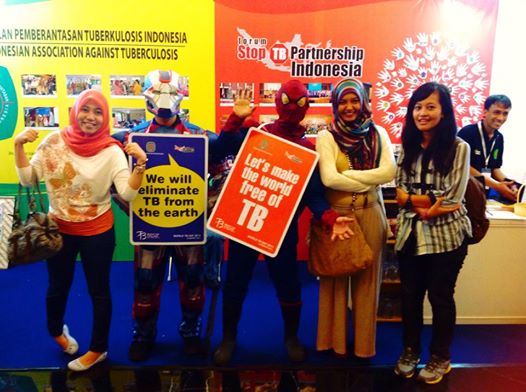 LAN PEMBERANTASAN TUBERKULOSIS INDONESIA
ONESIAN ASSOCIATION AGAINST TUBERCULOSIS
forum
Stop TB Partnership
Indonesia
We will
eliminate
TB from
the earth
Let's make
the world
free of
TB